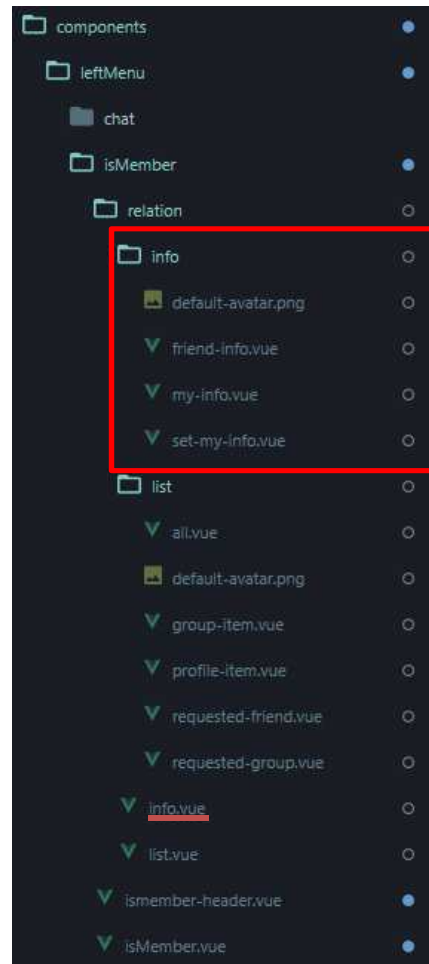 components
leftMenu
chat
isMember
relation
info
default-avatar.png
friend-info.vue
my-info.vue
set-my-info.vue
list
all.vue
default-avatar.png
group-item.vue
profile-item.vue
requested-friend.vue
requested-group.vue
info.vue
list.vue
ismember-header.vue
isMember.vue